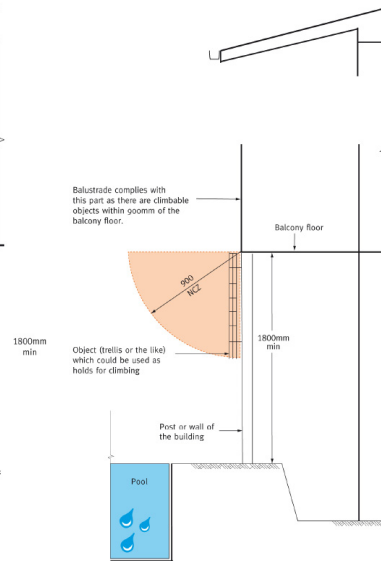 Balustrade complies with
this part as there are climbable
objects within 900mm of the
balcony floor.
Balcony floor
900
NCZ
1800mm
min
1800mm
min
Object (trellis or the like)
which could be used as
holds for climbing
Post or wall of
the building
Pool